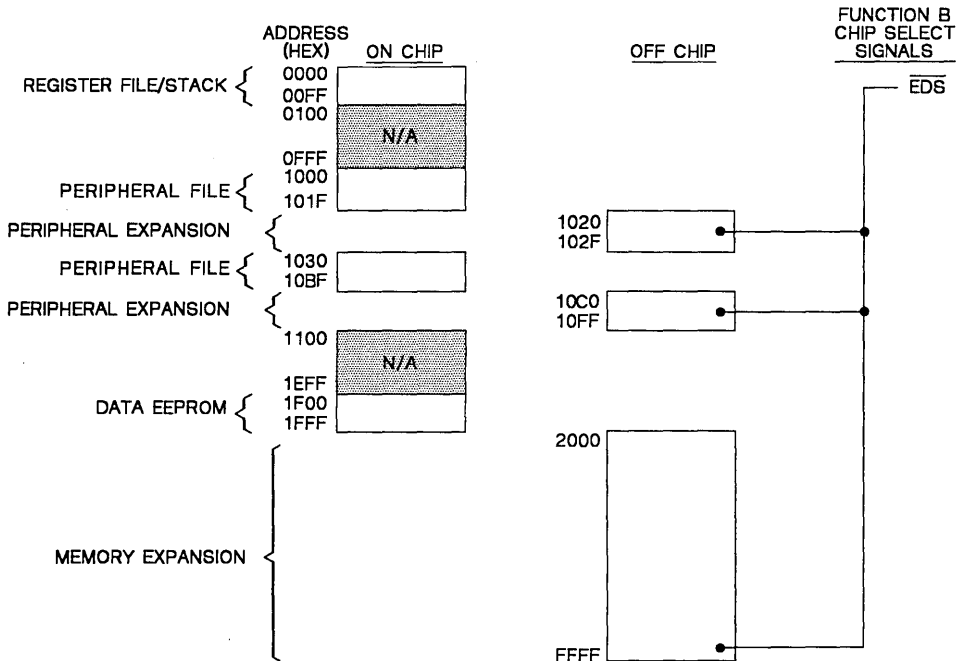 FUNCTION B
CHIP SELECT
SIGNALS
ADDRESS
(HEX)
ON CHIP
OFF CHIP
EDS
REGISTER FILE/STACK
0000
00FF
0100
N/A
0FFF
PERIPHERAL FILE
1000
101F
PERIPHERAL EXPANSION
1020
102F
PERIPHERAL FILE
1030
10BF
PERIPHERAL EXPANSION
10C0
10FF
1100
N/A
1EFF
DATA EEPROM
1F00
1FFF
2000
MEMORY EXPANSION
FFFF